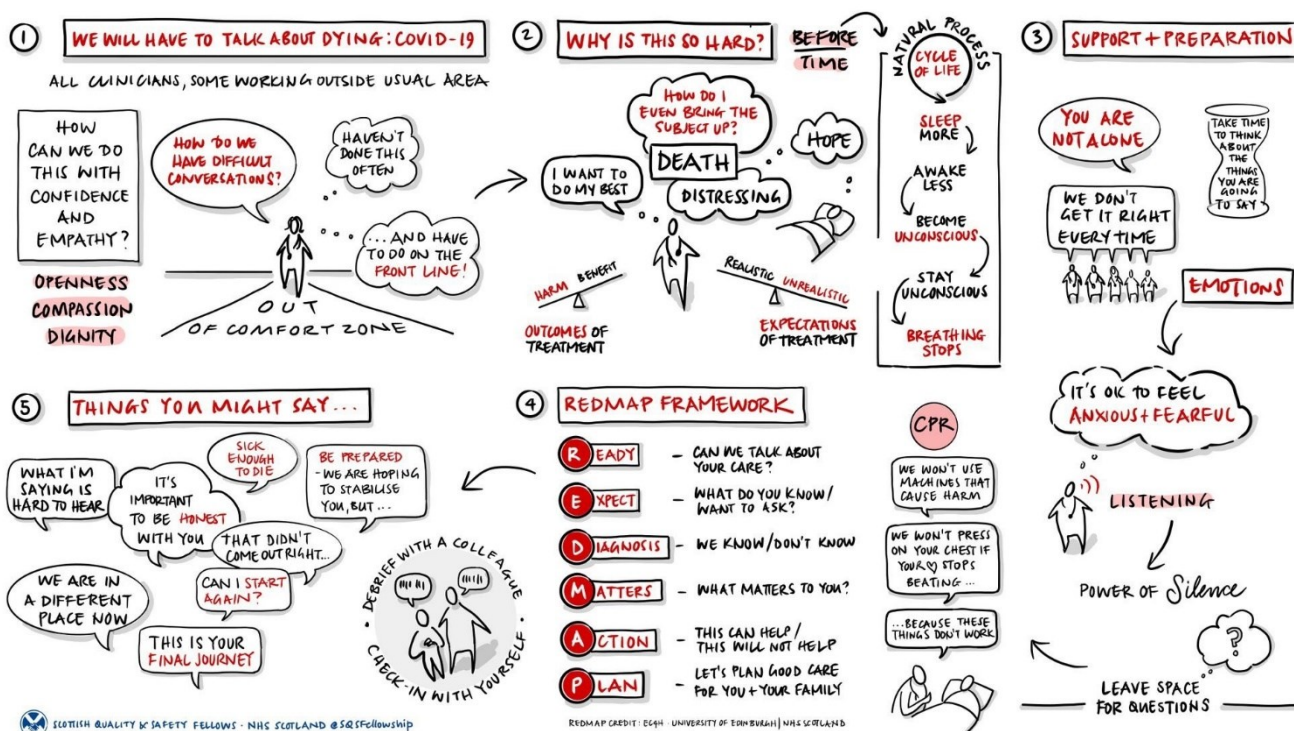 1
WE WILL HAVE TO TALK ABOUT DYING: COVID-19
ALL CLINICIANS, SOME WORKING OUTSIDE USUAL AREA
HOW
CAN WE DO
THIS WITH
CONFIDENCE
AND
EMPATHY?
OPENNESS
COMPASSION
DIGNITY
HOW DO WE
HAVE DIFFICULT
CONVERSATIONS?
HAVEN'T
DONE THIS
OFTEN
...AND HAVE
TO DO ON THE
FRONT LINE!
OUT
OF COMFORT ZONE
2
WHY IS THIS SO HARD?
BEFORE
TIME
HOW DO I
EVEN BRING THE
SUBJECT UP?
DEATH
I WANT TO
DO MY BEST
DISTRESSING
HOPE
HARM BENEFIT
OUTCOMES OF
TREATMENT
REALISTIC UNREALISTIC
EXPECTATIONS
OF TREATMENT
NATURAL PROCESS
CYCLE
OF LIFE
SLEEP
MORE
AWAKE
LESS
BECOME
UNCONSCIOUS
STAY
UNCONSCIOUS
BREATHING
STOPS
3
SUPPORT + PREPARATION
YOU ARE
NOT ALONE
TAKE TIME
TO THINK
ABOUT
THE
THINGS
YOU ARE
GOING
TO SAY
WE DON'T
GET IT RIGHT
EVERY TIME
EMOTIONS
IT'S OK TO FEEL
ANXIOUS + FEARFUL
LISTENING
POWER OF Silence
?
LEAVE SPACE
FOR QUESTIONS
4
REDMAP FRAMEWORK
READY - CAN WE TALK ABOUT
YOUR CARE?
EXPECT - WHAT DO YOU KNOW/
WANT TO ASK?
DIAGNOSIS - WE KNOW/DON'T KNOW
MATTERS - WHAT MATTERS TO YOU?
ACTION - THIS CAN HELP/
THIS WILL NOT HELP
PLAN - LET'S PLAN GOOD CARE
FOR YOU + YOUR FAMILY
CPR
WE WON'T USE
MACHINES THAT
CAUSE HARM
WE WON'T PRESS
ON YOUR CHEST IF
YOUR ♡ STOPS
BEATING...
...BECAUSE THESE
THINGS DON'T WORK
REDMAP CREDIT: EC4H · UNIVERSITY OF EDINBURGH | NHS SCOTLAND
5
THINGS YOU MIGHT SAY...
WHAT I'M
SAYING IS
HARD TO HEAR
IT'S
IMPORTANT
TO BE HONEST
WITH YOU
SICK
ENOUGH
TO DIE
BE PREPARED
- WE ARE HOPING
TO STABILISE
YOU, BUT...
THAT DIDN'T
COME OUT RIGHT...
CAN I START
AGAIN?
WE ARE IN
A DIFFERENT
PLACE NOW
THIS IS YOUR
FINAL JOURNEY
DEBRIEF WITH A COLLEAGUE
CHECK-IN WITH YOURSELF
SCOTTISH QUALITY & SAFETY FELLOWS · NHS SCOTLAND @SQSFellowship